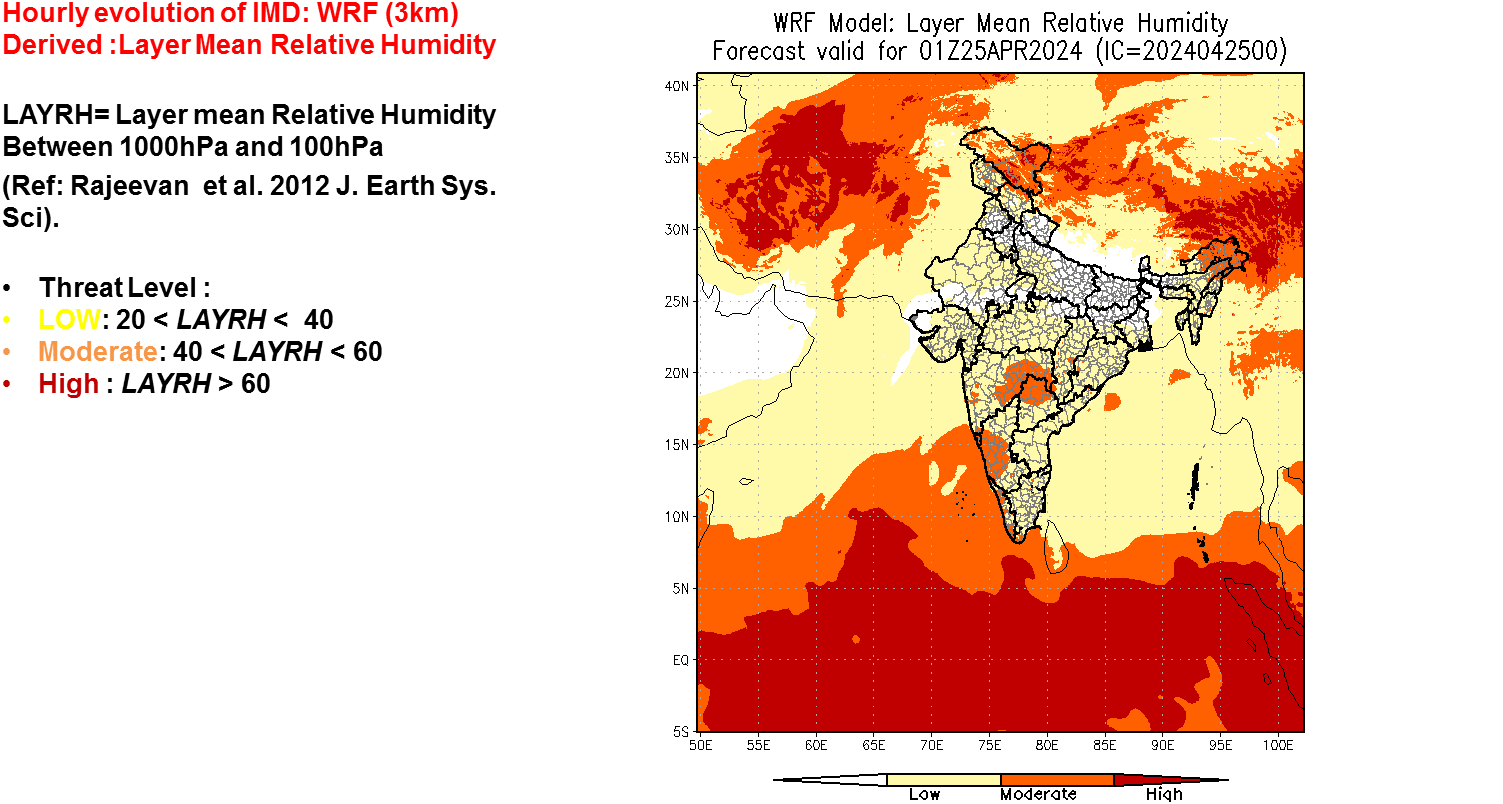 Hourly evolution of IMD: WRF (3km)
Derived :Layer Mean Relative Humidity
LAYRH= Layer mean Relative Humidity
Between 1000hPa and 100hPa
(Ref: Rajeevan et al. 2012 J. Earth Sys.
Sci).
• Threat Level :
• LOW: 20 < LAYRH < 40
• Moderate: 40 < LAYRH < 60
• High : LAYRH > 60
WRF Model: Layer Mean Relative Humidity
Forecast valid for 01Z25APR2024 (IC=2024042500)
40N
35N
30N
25N
20N
15N
10N
5N
EQ
5S
50E 55E 60E 65E 70E 75E 80E 85E 90E 95E 100E
Low Moderate High